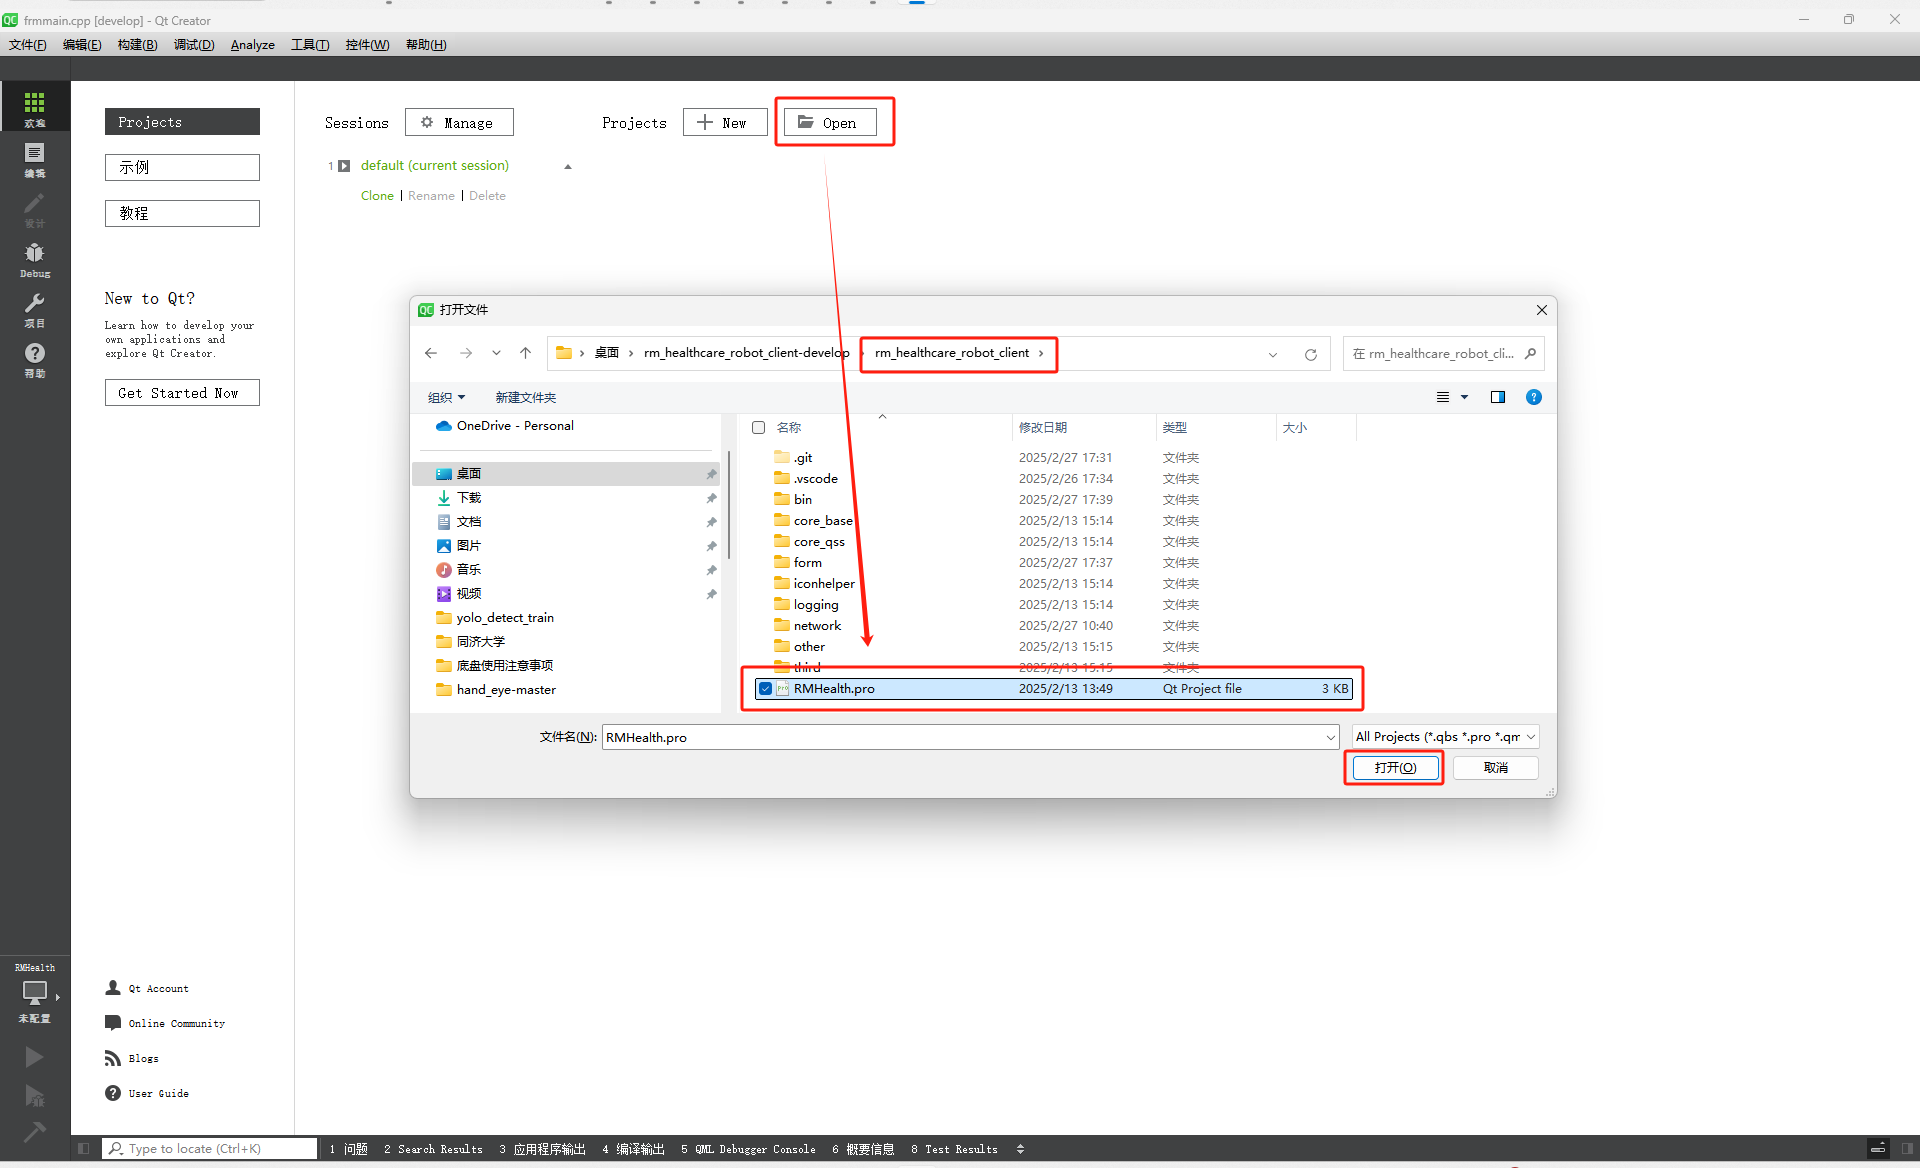 frmmain.cpp [develop] - Qt Creator
文件(F) 编辑(E) 构建(B) 调试(D) Analyze 工具(T) 控件(W) 帮助(H)
欢迎
编辑
设计
Debug
项目
帮助
Projects
示例
教程
New to Qt?
Learn how to develop your
own applications and
explore Qt Creator.
Get Started Now
Sessions Manage Projects New Open
1 default (current session)
Clone | Rename | Delete
打开文件
桌面 › rm_healthcare_robot_client-develop › rm_healthcare_robot_client ›
在 rm_healthcare_robot_cli...
组织 新建文件夹
OneDrive - Personal
桌面
下载
文档
图片
音乐
视频
yolo_detect_train
同济大学
底盘使用注意事项
hand_eye-master
名称 修改日期 类型 大小
.git 2025/2/27 17:31 文件夹
.vscode 2025/2/26 17:34 文件夹
bin 2025/2/27 17:39 文件夹
core_base 2025/2/13 15:14 文件夹
core_qss 2025/2/13 15:14 文件夹
form 2025/2/27 17:37 文件夹
iconhelper 2025/2/13 15:14 文件夹
logging 2025/2/13 15:14 文件夹
network 2025/2/27 10:40 文件夹
other 2025/2/13 15:15 文件夹
third 2025/2/13 15:15 文件夹
RMHealth.pro 2025/2/13 13:49 Qt Project file 3 KB
文件名(N): RMHealth.pro
All Projects (*.qbs *.pro *.qm
打开(O) 取消
RMHealth
未配置
Qt Account
Online Community
Blogs
User Guide
Type to locate (Ctrl+K) 1 问题 2 Search Results 3 应用程序输出 4 编译输出 5 QML Debugger Console 6 概要信息 8 Test Results